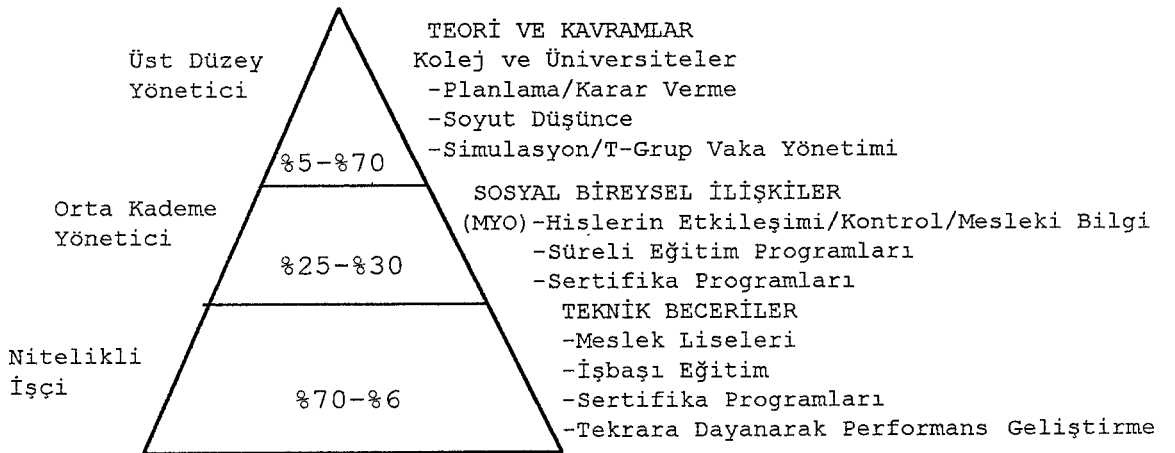 TEORİ VE KAVRAMLAR
Üst Düzey
Yönetici
Kolej ve Üniversiteler
-Planlama/Karar Verme
-Soyut Düşünce
-Simulasyon/T-Grup Vaka Yönetimi
%5-%70
SOSYAL BİREYSEL İLİŞKİLER
Orta Kademe
Yönetici
(MYO)-Hislerin Etkileşimi/Kontrol/Mesleki Bilgi
-Süreli Eğitim Programları
-Sertifika Programları
%25-%30
TEKNİK BECERİLER
-Meslek Liseleri
-İşbaşı Eğitim
-Sertifika Programları
-Tekrara Dayanarak Performans Geliştirme
Nitelikli
İşçi
%70-%6